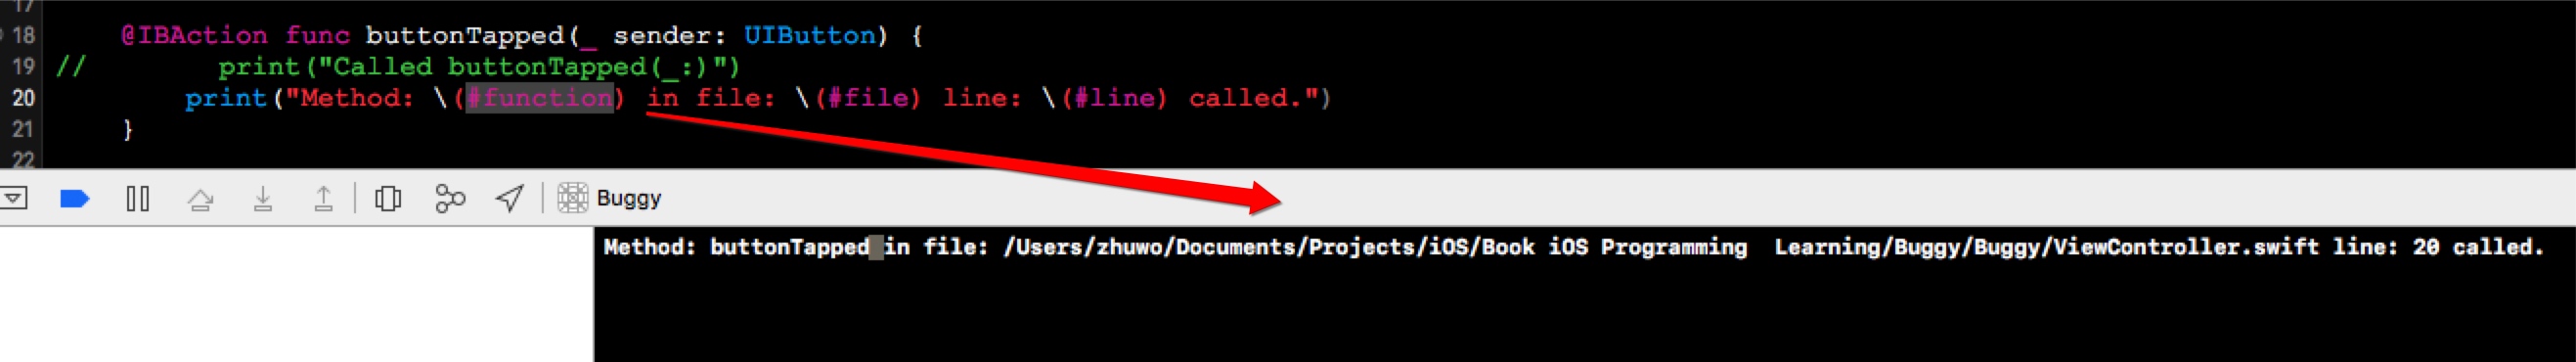 17
18 @IBAction func buttonTapped(_ sender: UIButton) {
19 // print("Called buttonTapped(_:)")
20 print("Method: \(#function) in file: \(#file) line: \(#line) called.")
21 }
22
Buggy
Method: buttonTapped in file: /Users/zhuwo/Documents/Projects/iOS/Book iOS Programming  Learning/Buggy/Buggy/ViewController.swift line: 20 called.